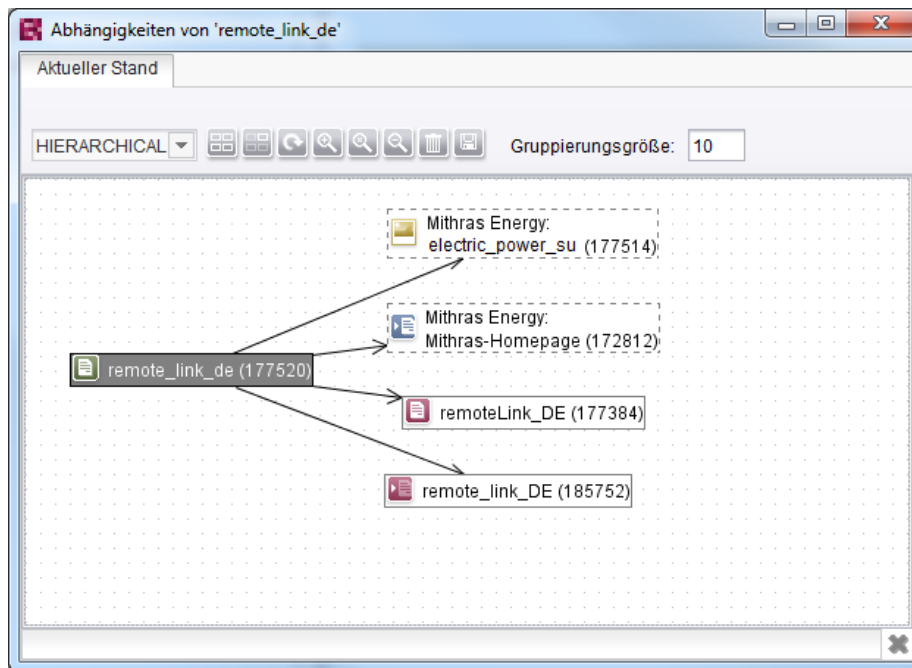 Abhängigkeiten von 'remote_link_de'
Aktueller Stand
HIERARCHICAL
Gruppierungsgröße: 10
Mithras Energy:
electric_power_su (177514)
Mithras Energy:
Mithras-Homepage (172812)
remote_link_de (177520)
remoteLink_DE (177384)
remote_link_DE (185752)